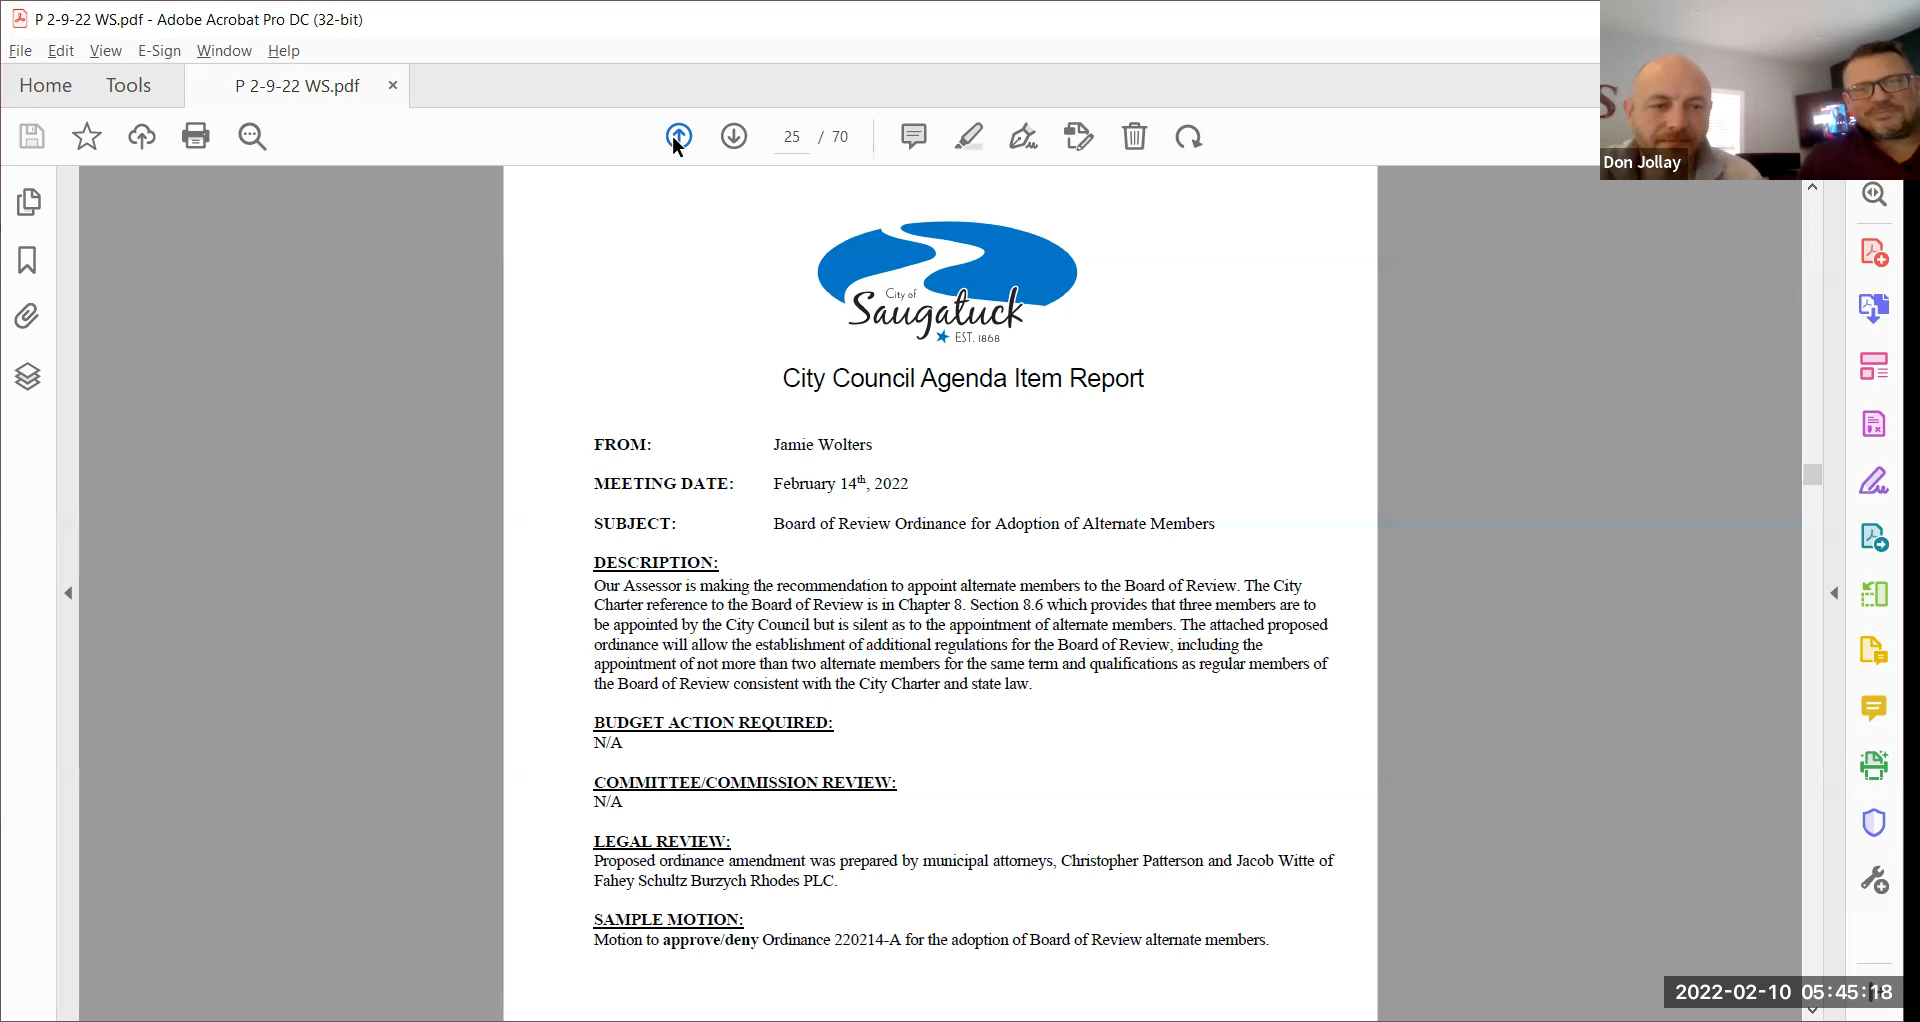 P 2-9-22 WS.pdf - Adobe Acrobat Pro DC (32-bit)
File Edit View E-Sign Window Help
Home Tools P 2-9-22 WS.pdf ×
25 / 70
Don Jollay
City of
Saugatuck
EST. 1868
City Council Agenda Item Report
FROM: Jamie Wolters
MEETING DATE: February 14th, 2022
SUBJECT: Board of Review Ordinance for Adoption of Alternate Members
DESCRIPTION:
Our Assessor is making the recommendation to appoint alternate members to the Board of Review. The City
Charter reference to the Board of Review is in Chapter 8. Section 8.6 which provides that three members are to
be appointed by the City Council but is silent as to the appointment of alternate members. The attached proposed
ordinance will allow the establishment of additional regulations for the Board of Review, including the
appointment of not more than two alternate members for the same term and qualifications as regular members of
the Board of Review consistent with the City Charter and state law.
BUDGET ACTION REQUIRED:
N/A
COMMITTEE/COMMISSION REVIEW:
N/A
LEGAL REVIEW:
Proposed ordinance amendment was prepared by municipal attorneys, Christopher Patterson and Jacob Witte of
Fahey Schultz Burzych Rhodes PLC.
SAMPLE MOTION:
Motion to approve/deny Ordinance 220214-A for the adoption of Board of Review alternate members.
2022-02-10 05:45:18